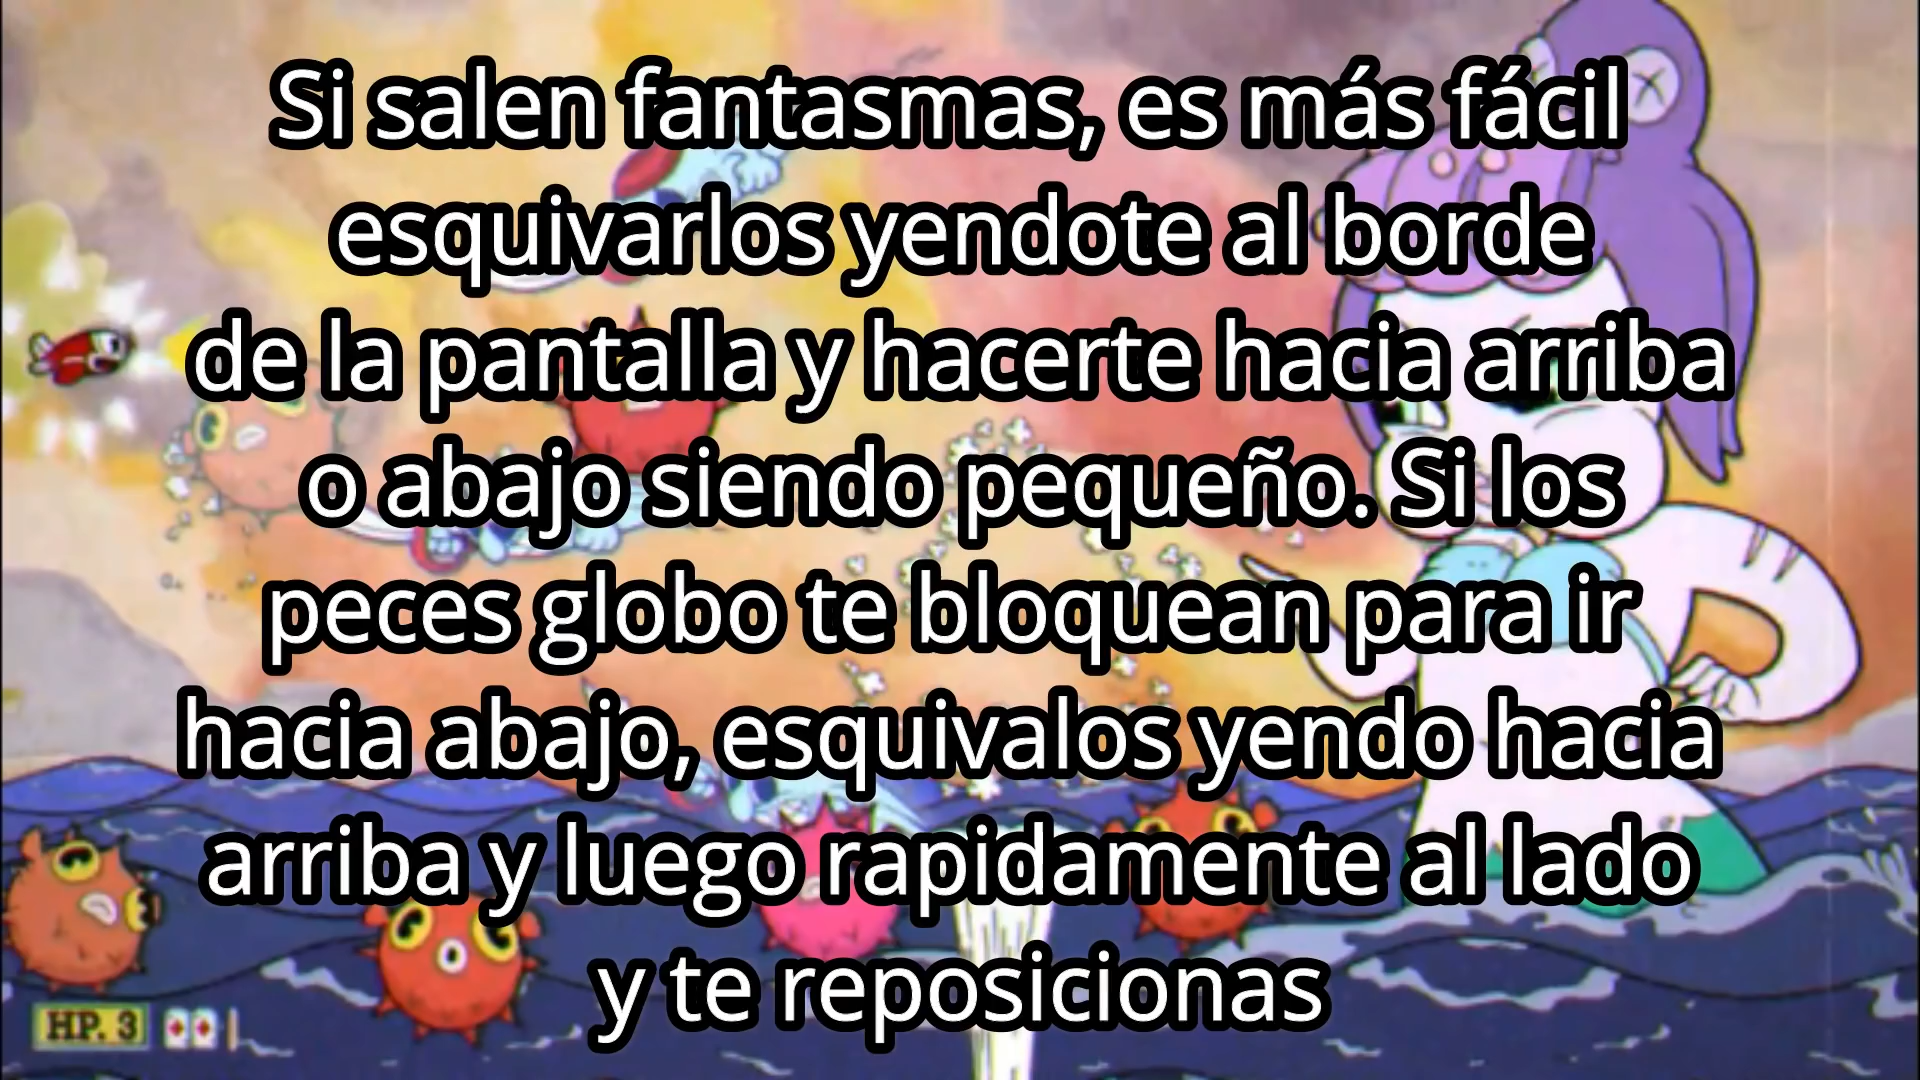 Si salen fantasmas, es más fácil
esquivarlos yendote al borde
de la pantalla y hacerte hacia arriba
o abajo siendo pequeño. Si los
peces globo te bloquean para ir
hacia abajo, esquivalos yendo hacia
arriba y luego rapidamente al lado
y te reposicionas
HP. 3